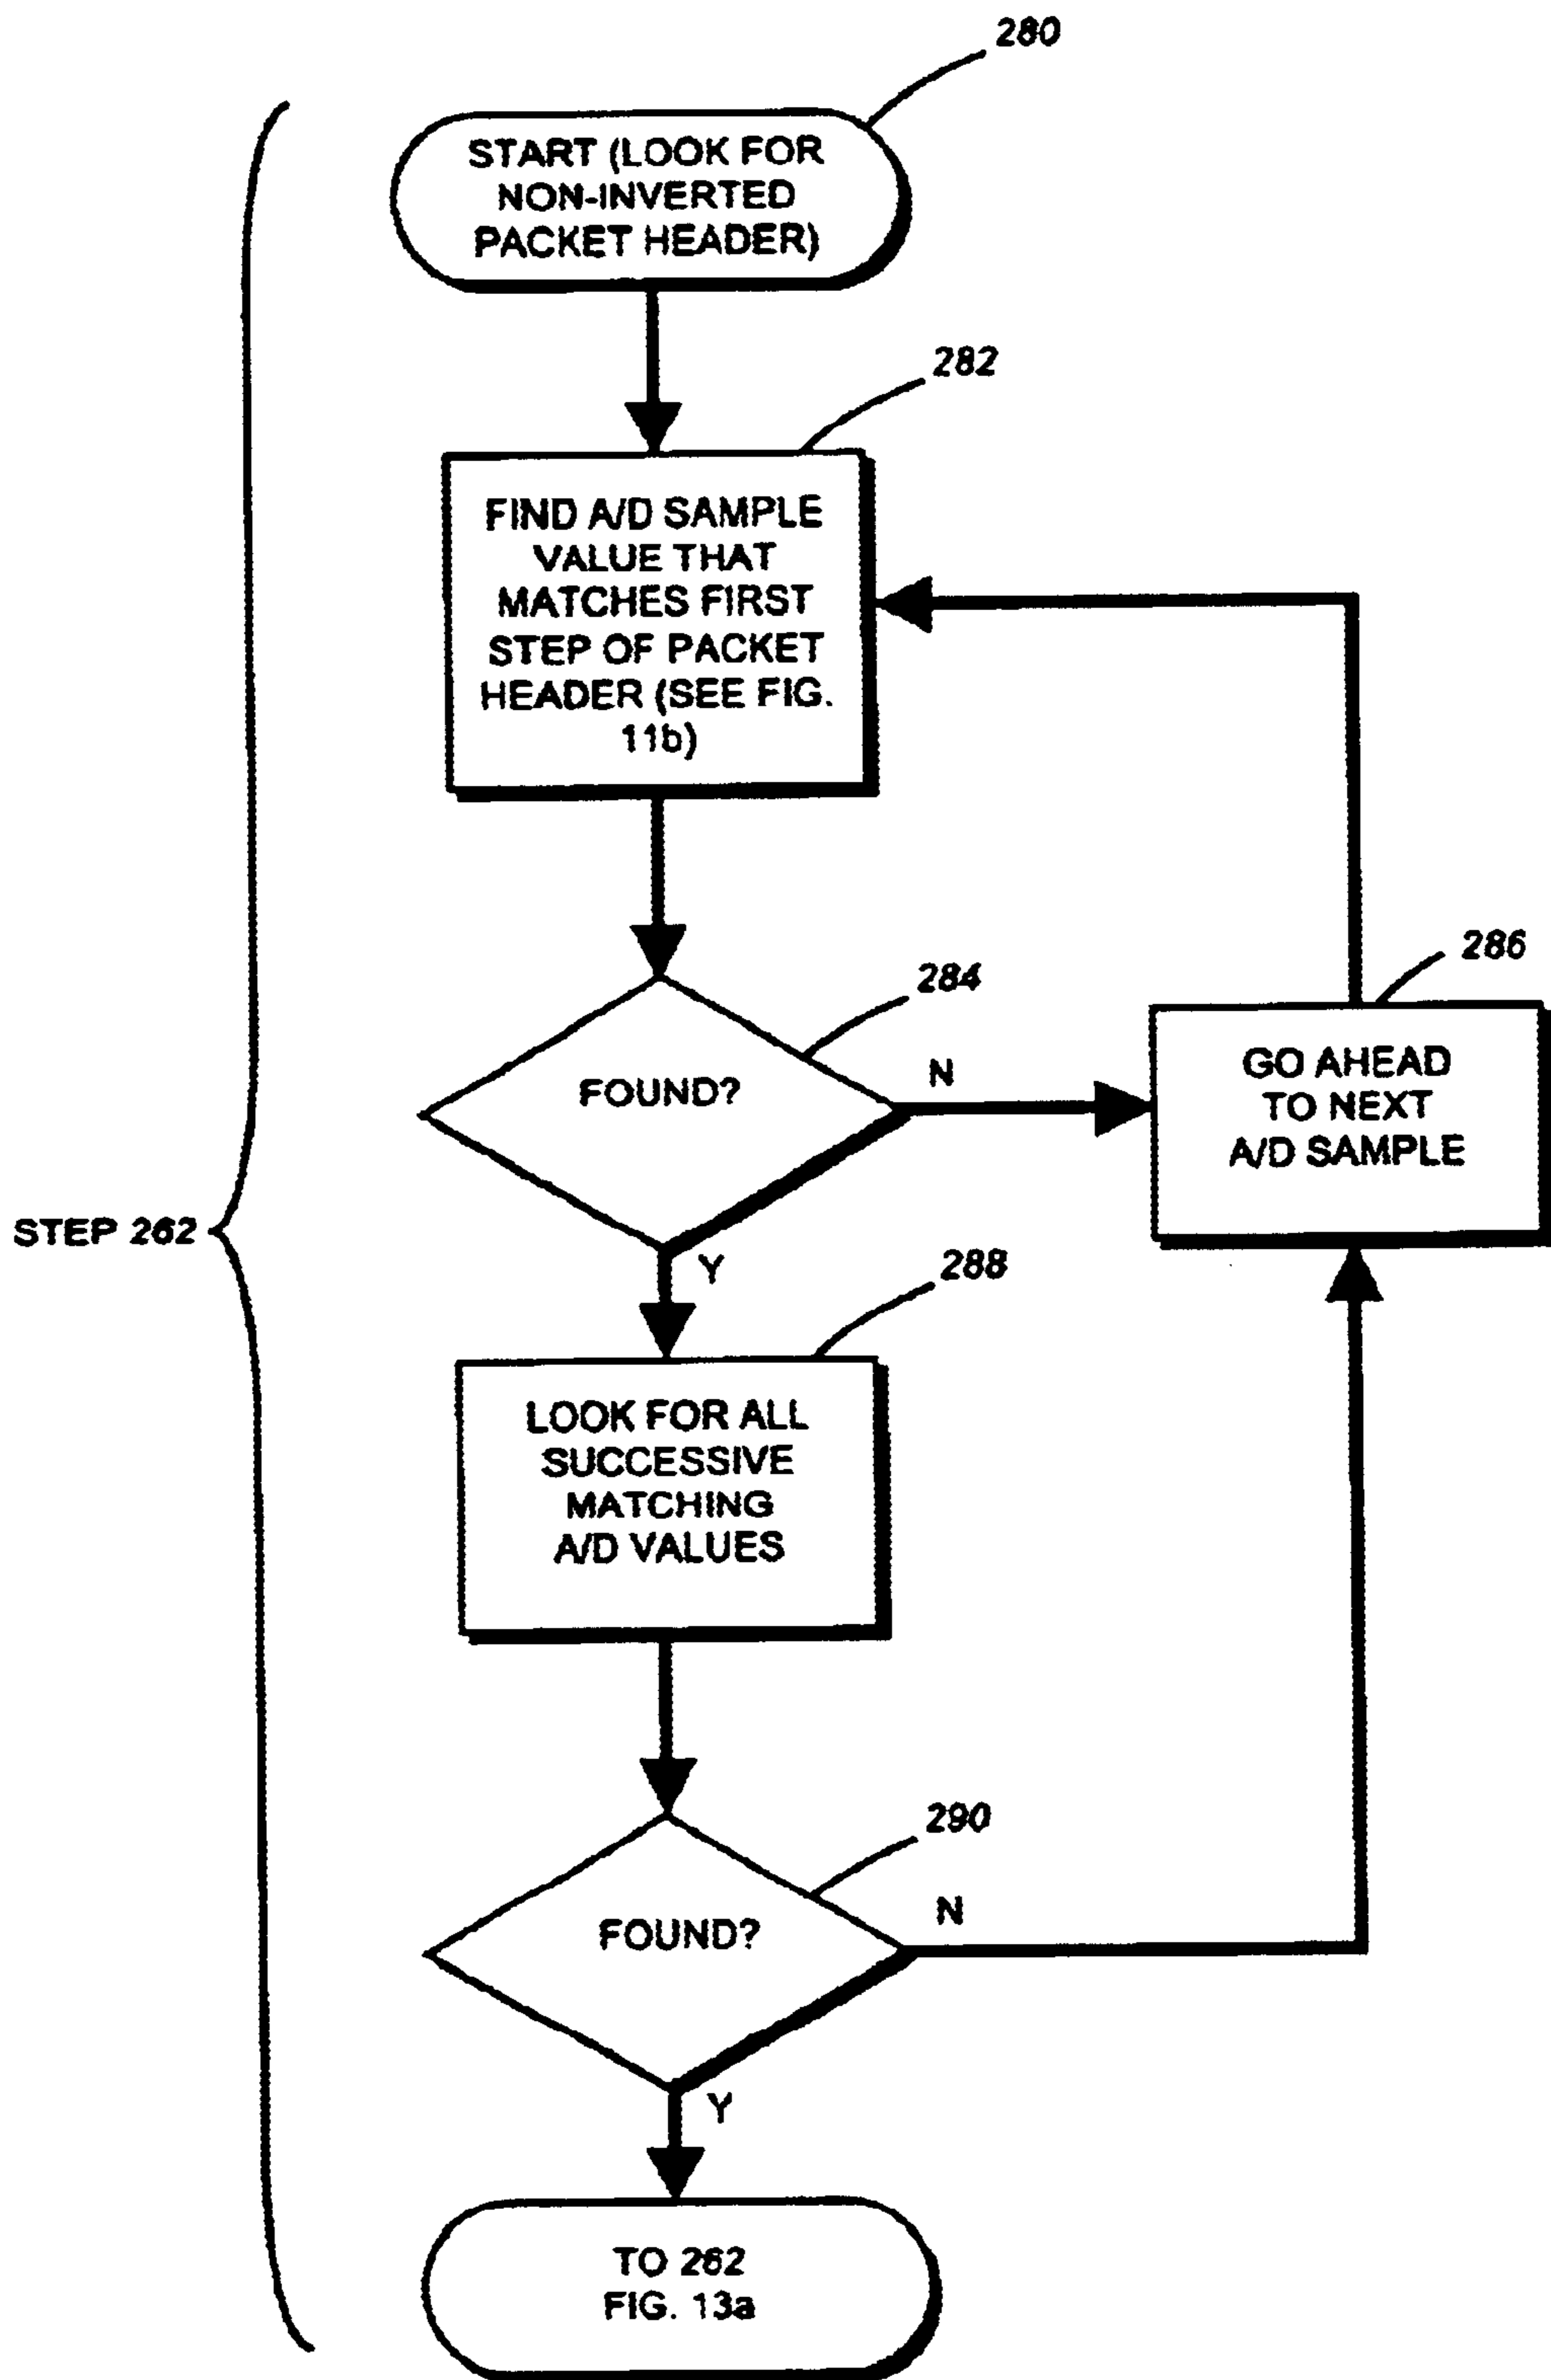 280
START (LOOK FOR
NON-INVERTED
PACKET HEADER)
282
FIND A/D SAMPLE
VALUE THAT
MATCHES FIRST
STEP OF PACKET
HEADER (SEE FIG.
11b)
284
FOUND?
N
286
GO AHEAD
TO NEXT
A/D SAMPLE
STEP 262
Y
288
LOOK FOR ALL
SUCCESSIVE
MATCHING
A/D VALUES
290
FOUND?
N
Y
TO 262
FIG. 13a